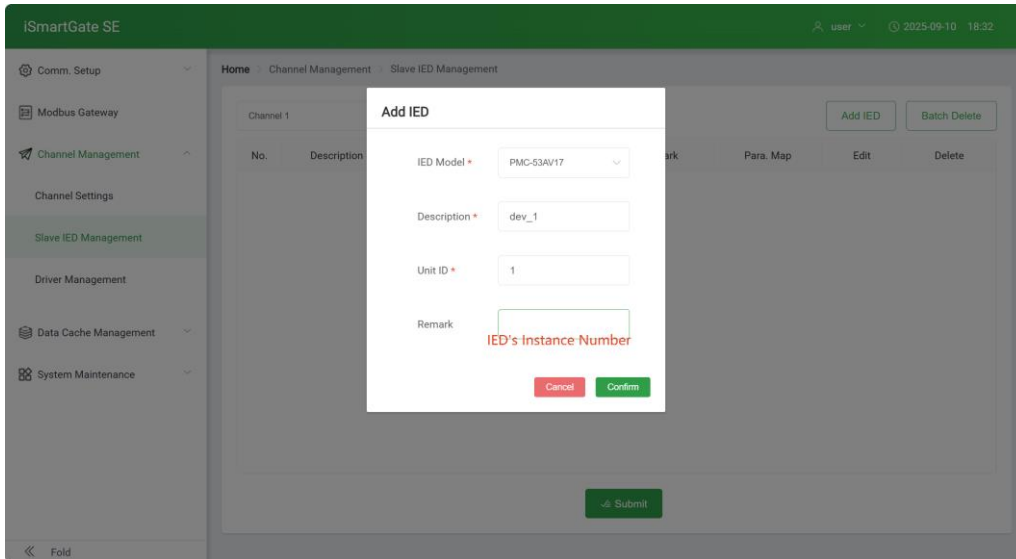 iSmartGate SE
user
2025-09-10 18:32
Comm. Setup
Modbus Gateway
Channel Management
Channel Settings
Slave IED Management
Driver Management
Data Cache Management
System Maintenance
Fold
Home Channel Management Slave IED Management
Channel 1
Add IED
Batch Delete
No. Description ark Para. Map Edit Delete
Add IED
IED Model * PMC-53AV17
Description * dev_1
Unit ID * 1
Remark
IED's Instance Number
Cancel Confirm
Submit